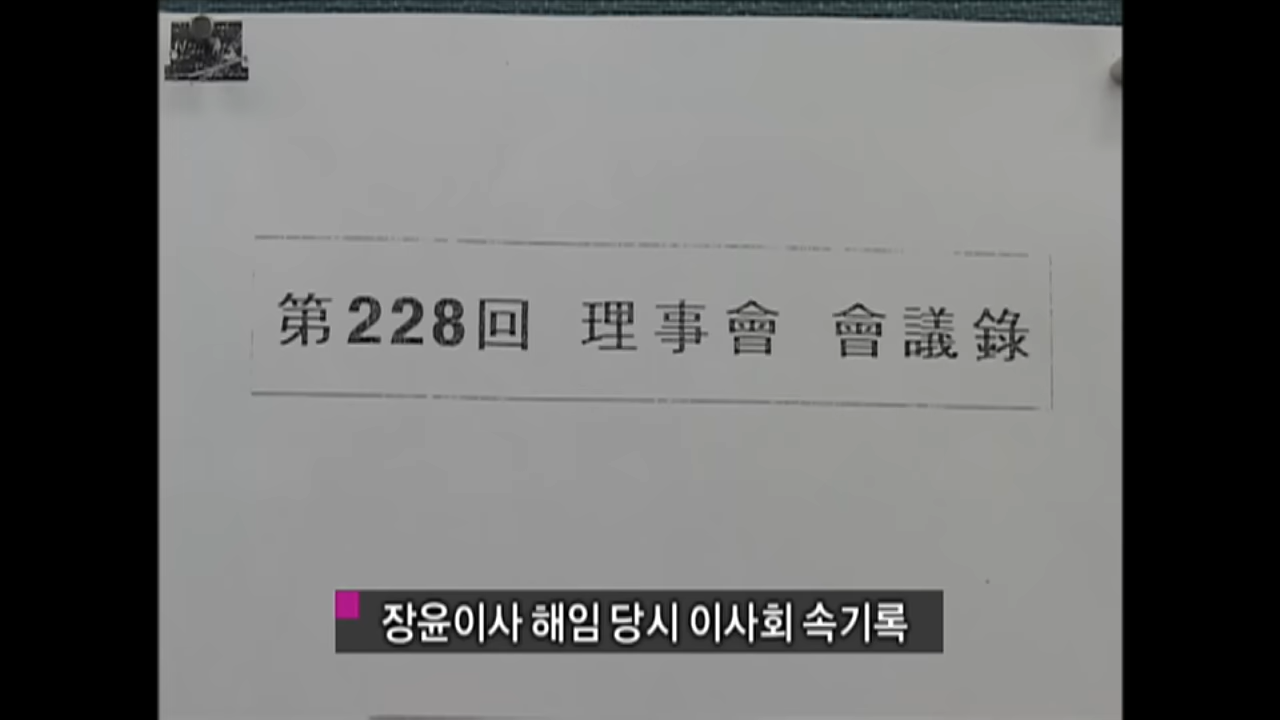 第228回 理事會 會議錄
장윤이사 해임 당시 이사회 속기록